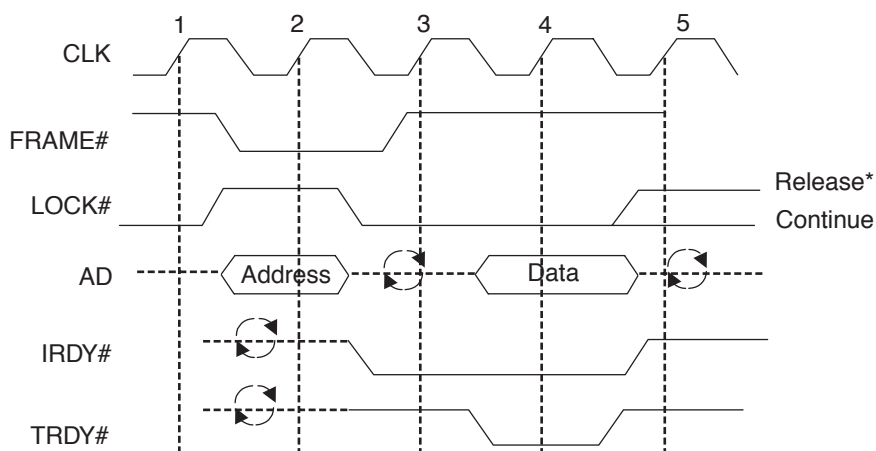 1 2 3 4 5
CLK
FRAME#
LOCK#
Release*
Continue
AD
Address
Data
IRDY#
TRDY#